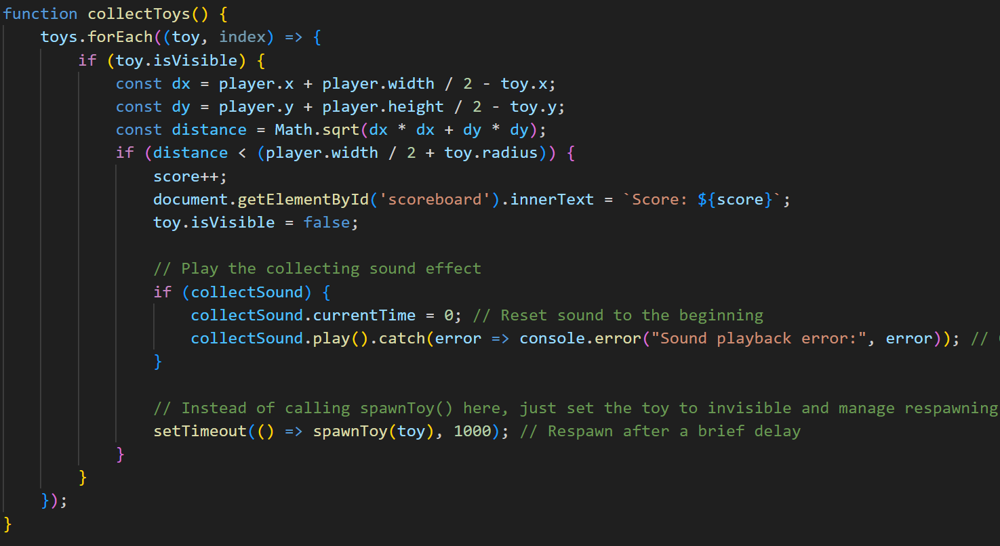 function collectToys() {
    toys.forEach((toy, index) => {
        if (toy.isVisible) {
            const dx = player.x + player.width / 2 - toy.x;
            const dy = player.y + player.height / 2 - toy.y;
            const distance = Math.sqrt(dx * dx + dy * dy);
            if (distance < (player.width / 2 + toy.radius)) {
                score++;
                document.getElementById('scoreboard').innerText = `Score: ${score}`;
                toy.isVisible = false;

                // Play the collecting sound effect
                if (collectSound) {
                    collectSound.currentTime = 0; // Reset sound to the beginning
                    collectSound.play().catch(error => console.error("Sound playback error:", error)); //
                }

                // Instead of calling spawnToy() here, just set the toy to invisible and manage respawning
                setTimeout(() => spawnToy(toy), 1000); // Respawn after a brief delay
            }
        }
    });
}